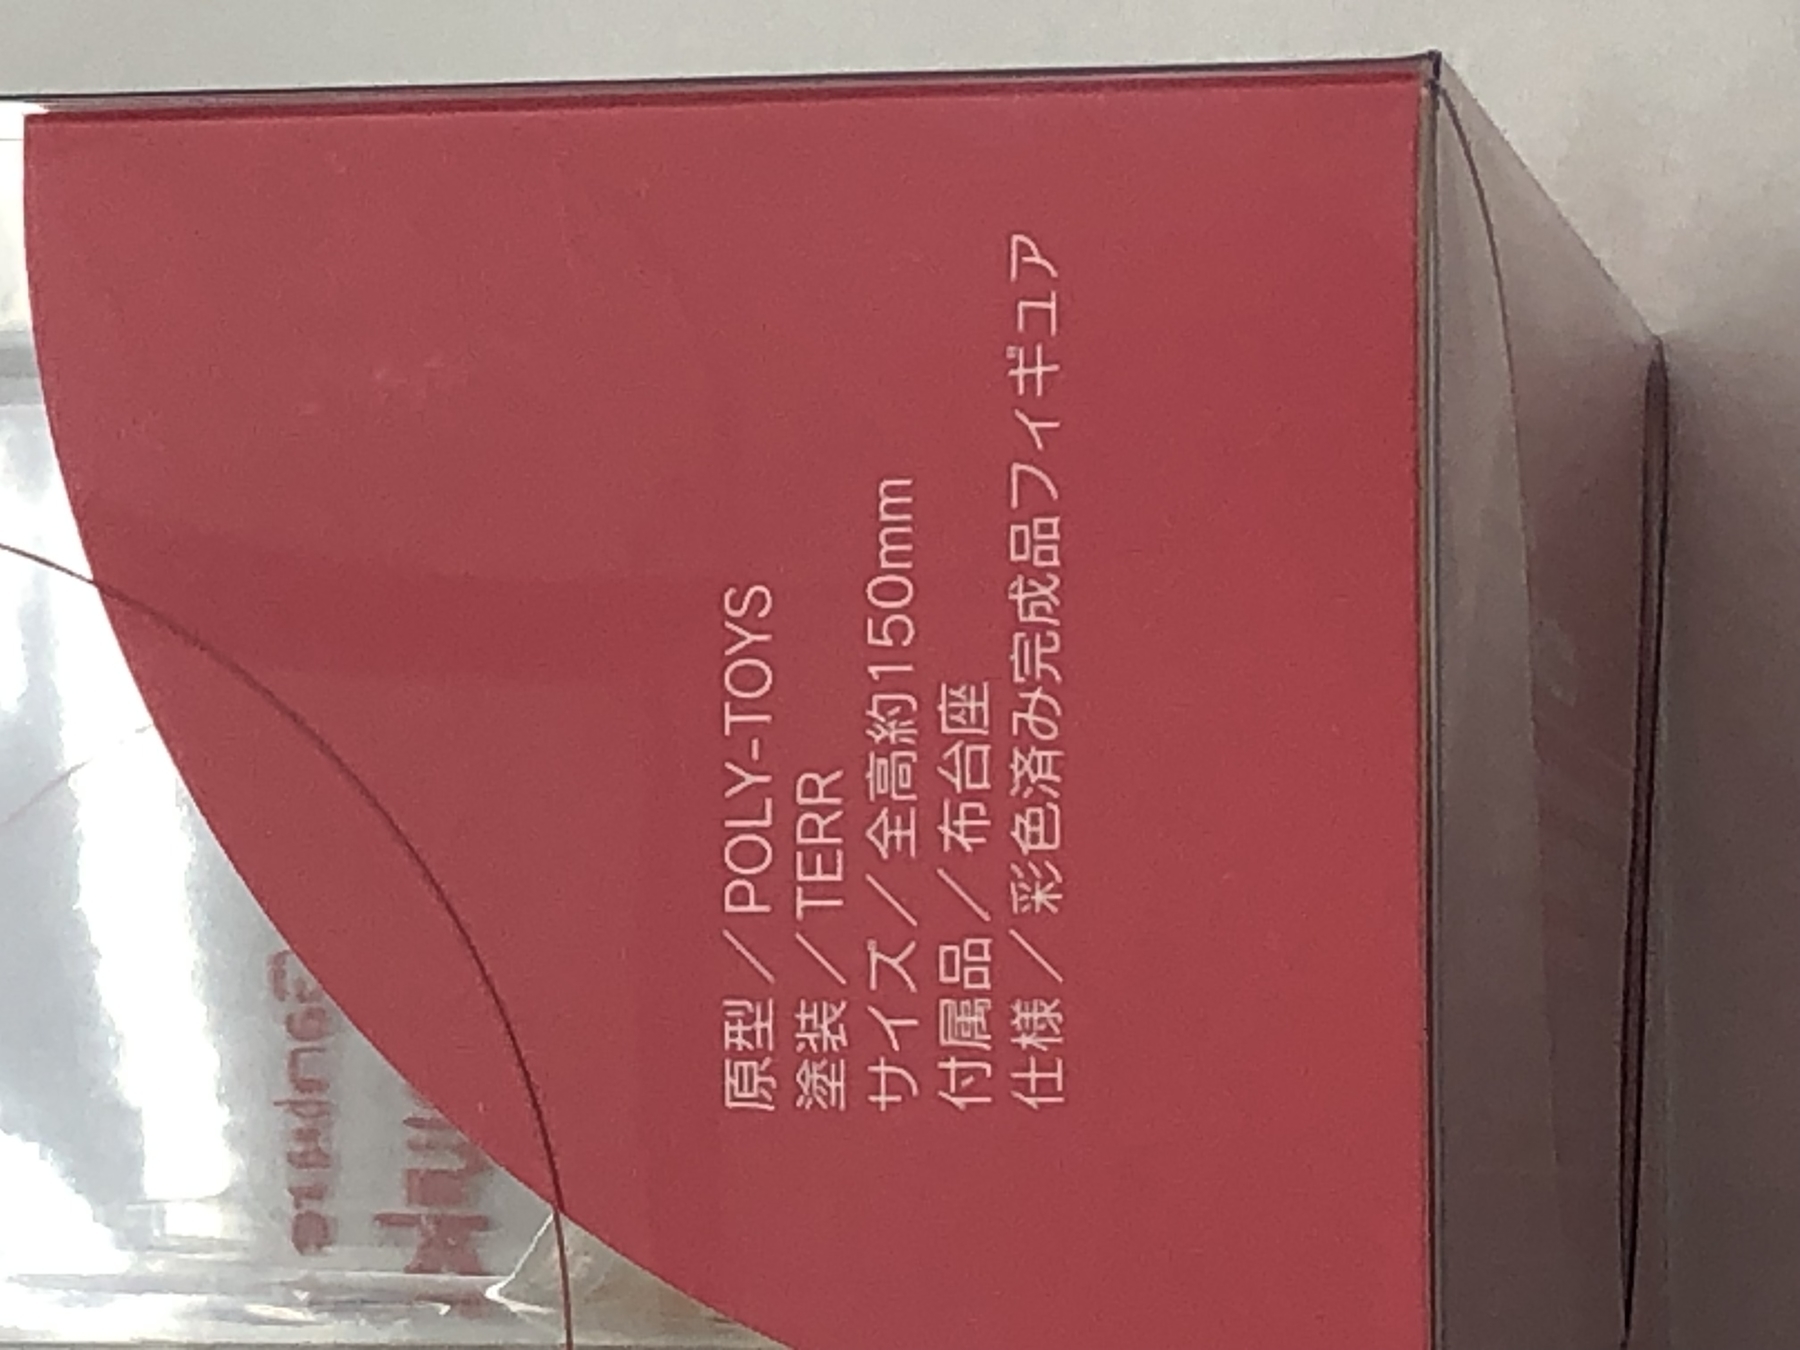 原型／POLY-TOYS
塗装／TERR
サイズ／全高約150mm
付属品／布台座
仕様／彩色済み完成品フィギュア